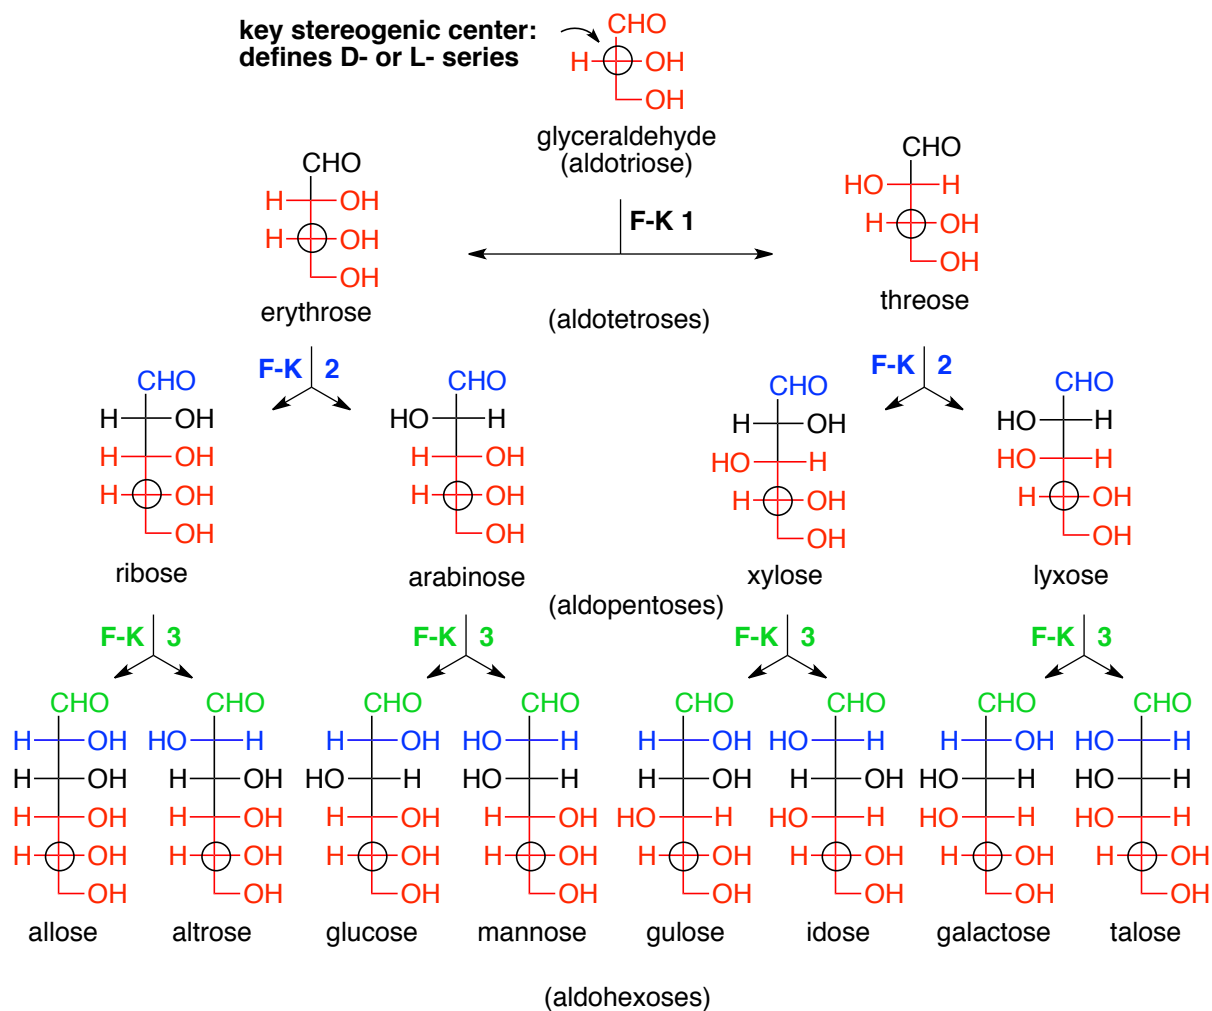 key stereogenic center:
defines D- or L- series
CHO
H OH
OH
glyceraldehyde
(aldotriose)
F-K 1
CHO
H OH
H OH
OH
erythrose
CHO
HO H
H OH
OH
threose
(aldotetroses)
F-K 2
F-K 2
CHO
H OH
H OH
H OH
OH
ribose
CHO
HO H
H OH
H OH
OH
arabinose
CHO
H OH
HO H
H OH
OH
xylose
CHO
HO H
HO H
H OH
OH
lyxose
(aldopentoses)
F-K 3
F-K 3
F-K 3
F-K 3
CHO
H OH
H OH
H OH
H OH
OH
allose
CHO
HO H
H OH
H OH
H OH
OH
altrose
CHO
H OH
HO H
H OH
H OH
OH
glucose
CHO
HO H
HO H
H OH
H OH
OH
mannose
CHO
H OH
H OH
HO H
H OH
OH
gulose
CHO
HO H
H OH
HO H
H OH
OH
idose
CHO
H OH
HO H
HO H
H OH
OH
galactose
CHO
HO H
HO H
HO H
H OH
OH
talose
(aldohexoses)